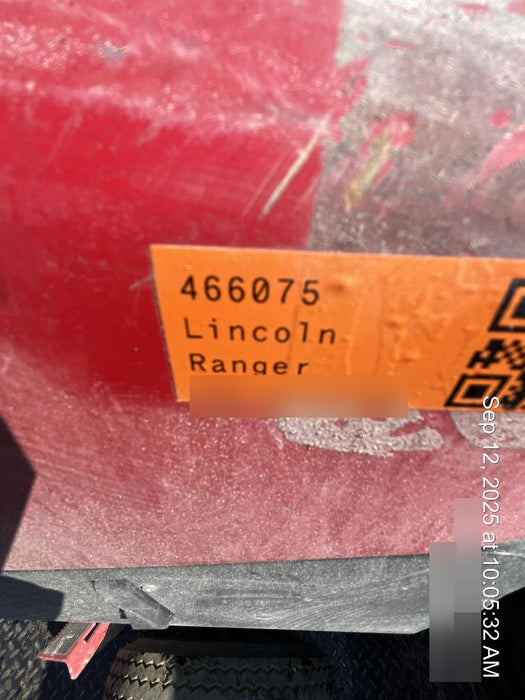 466075
Lincoln
Ranger
Sep 12, 2025 at 10:05:32 AM